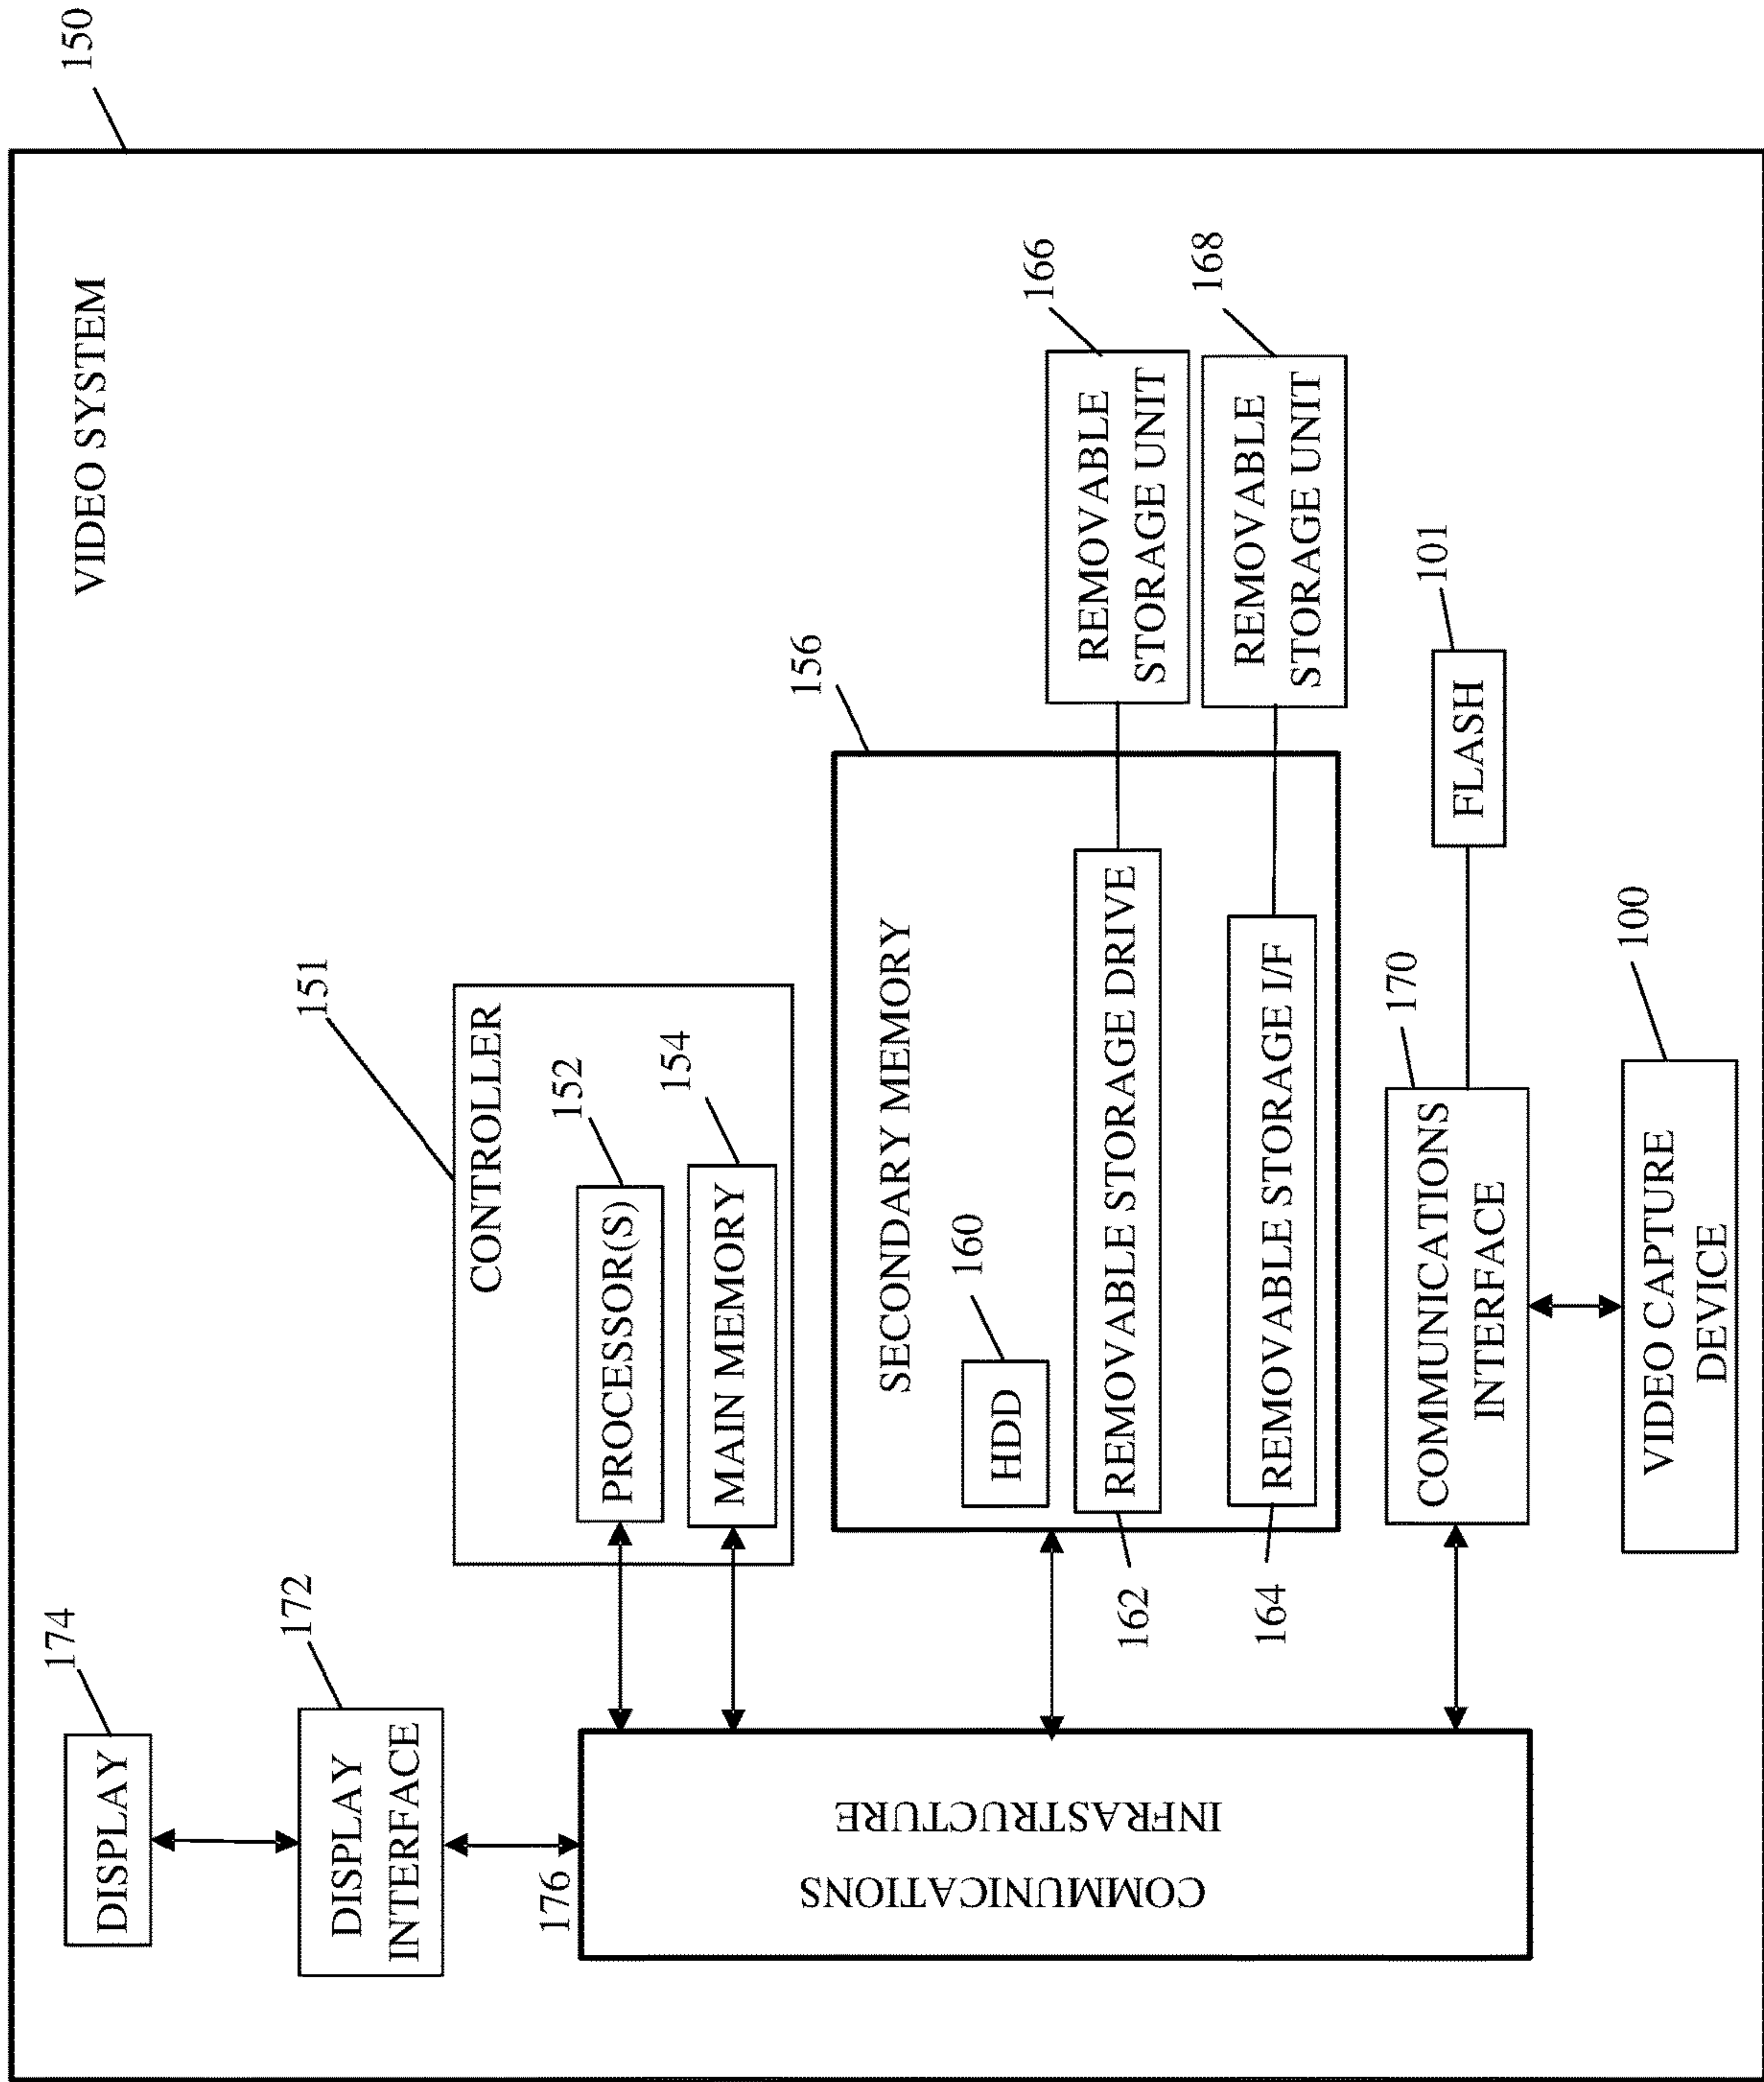 150
VIDEO SYSTEM
174
DISPLAY
172
DISPLAY
INTERFACE
176
COMMUNICATIONS
INFRASTRUCTURE
151
CONTROLLER
152
PROCESSOR(S)
154
MAIN MEMORY
156
SECONDARY MEMORY
160
HDD
REMOVABLE STORAGE DRIVE
162
REMOVABLE STORAGE I/F
164
166
REMOVABLE
STORAGE UNIT
168
REMOVABLE
STORAGE UNIT
170
COMMUNICATIONS
INTERFACE
101
FLASH
100
VIDEO CAPTURE
DEVICE